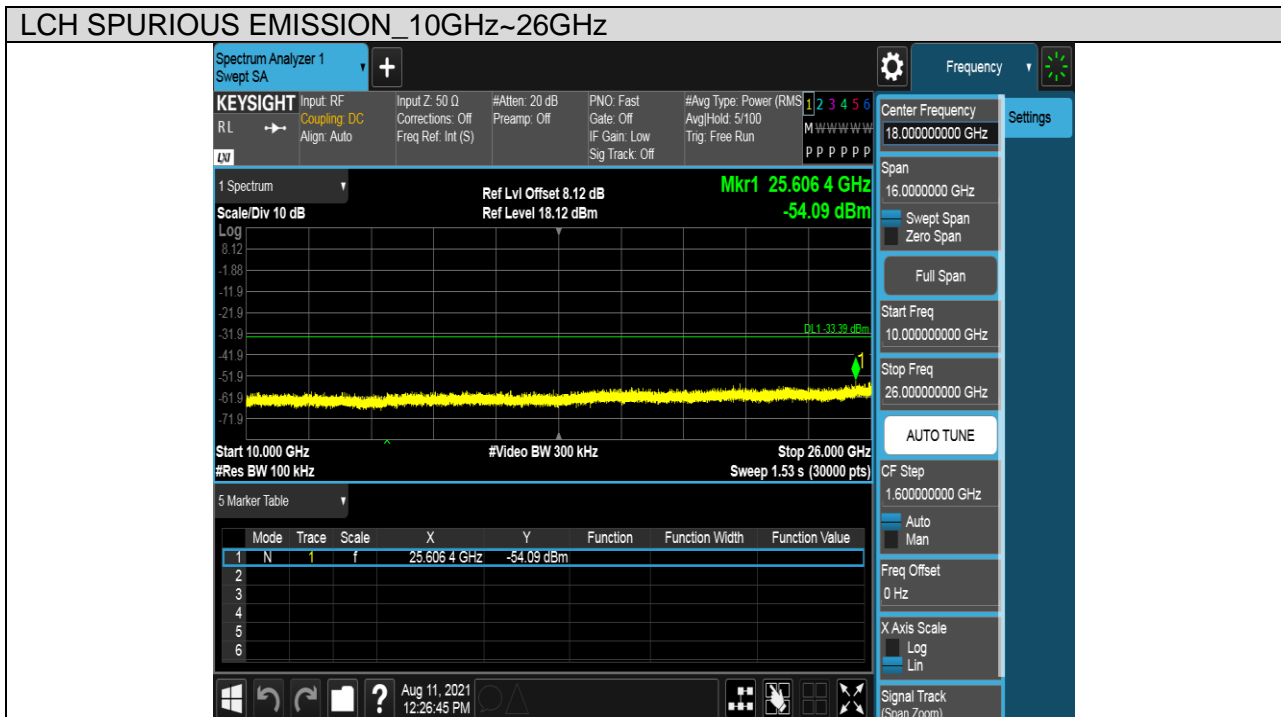 LCH SPURIOUS EMISSION_10GHz~26GHz
Spectrum Analyzer 1
Swept SA
Frequency
KEYSIGHT
RL
LXI
Input: RF
Coupling: DC
Align: Auto
Input Z: 50 Ω
Corrections: Off
Freq Ref: Int (S)
#Atten: 20 dB
Preamp: Off
PNO: Fast
Gate: Off
IF Gain: Low
Sig Track: Off
#Avg Type: Power (RMS
Avg|Hold: 5/100
Trig: Free Run
1 2 3 4 5 6
M W W W W W
P P P P P P
1 Spectrum
Scale/Div 10 dB
Ref Lvl Offset 8.12 dB
Ref Level 18.12 dBm
Mkr1 25.606 4 GHz
-54.09 dBm
Log
8.12
-1.88
-11.9
-21.9
-31.9
-41.9
-51.9
-61.9
-71.9
DL1 -33.39 dBm
1
Start 10.000 GHz
#Res BW 100 kHz
#Video BW 300 kHz
Stop 26.000 GHz
Sweep 1.53 s (30000 pts)
5 Marker Table
Mode Trace Scale X Y Function Function Width Function Value
1 N 1 f 25.606 4 GHz -54.09 dBm
2
3
4
5
6
?
Aug 11, 2021
12:26:45 PM
Center Frequency
18.000000000 GHz
Span
16.0000000 GHz
Swept Span
Zero Span
Full Span
Start Freq
10.000000000 GHz
Stop Freq
26.000000000 GHz
AUTO TUNE
CF Step
1.600000000 GHz
Auto
Man
Freq Offset
0 Hz
X Axis Scale
Log
Lin
Signal Track
(Span Zoom)
Settings